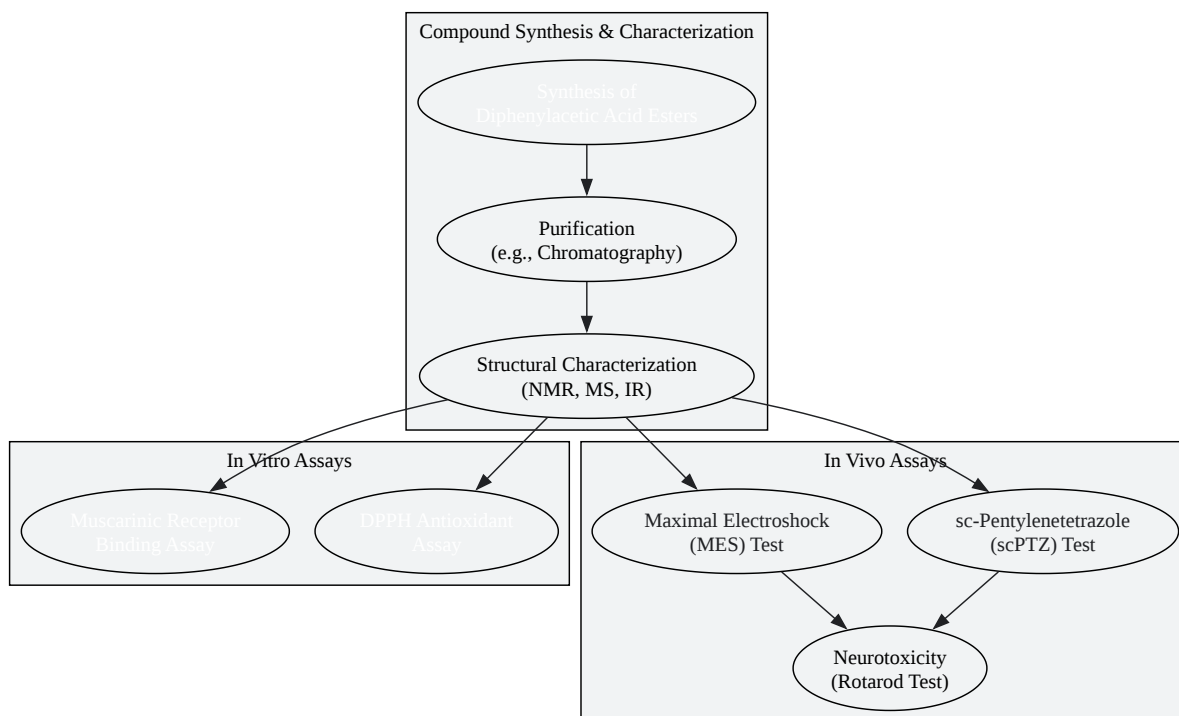 Compound Synthesis & Characterization
Synthesis of
Diphenylacetic Acid Esters
Purification
(e.g., Chromatography)
Structural Characterization
(NMR, MS, IR)
In Vitro Assays
Muscarinic Receptor
Binding Assay
DPPH Antioxidant
Assay
In Vivo Assays
Maximal Electroshock
(MES) Test
sc-Pentylenetetrazole
(scPTZ) Test
Neurotoxicity
(Rotarod Test)